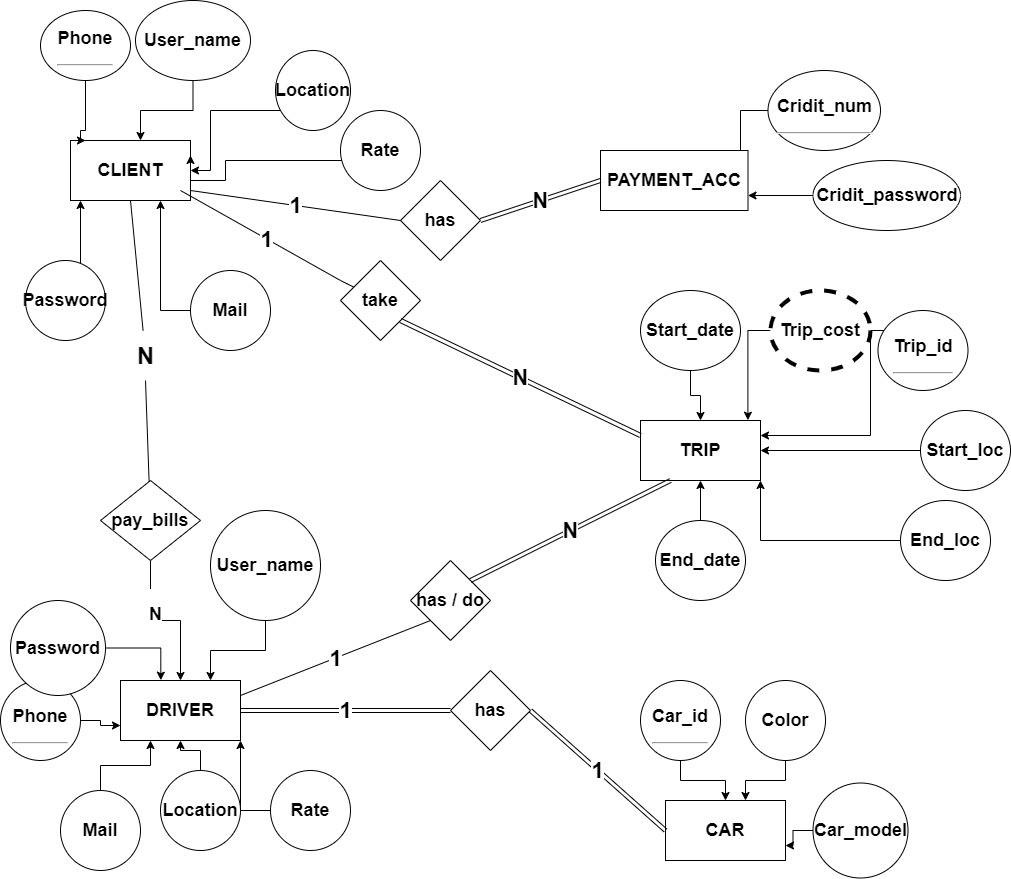 Phone
User_name
Location
Rate
Cridit_num
CLIENT
PAYMENT_ACC
Cridit_password
1
has
N
1
take
Password
Mail
Start_date
Trip_cost
Trip_id
N
N
TRIP
Start_loc
pay_bills
N
End_loc
End_date
User_name
has / do
N
Password
1
Phone
DRIVER
1
has
Car_id
Color
1
Mail
Location
Rate
CAR
Car_model